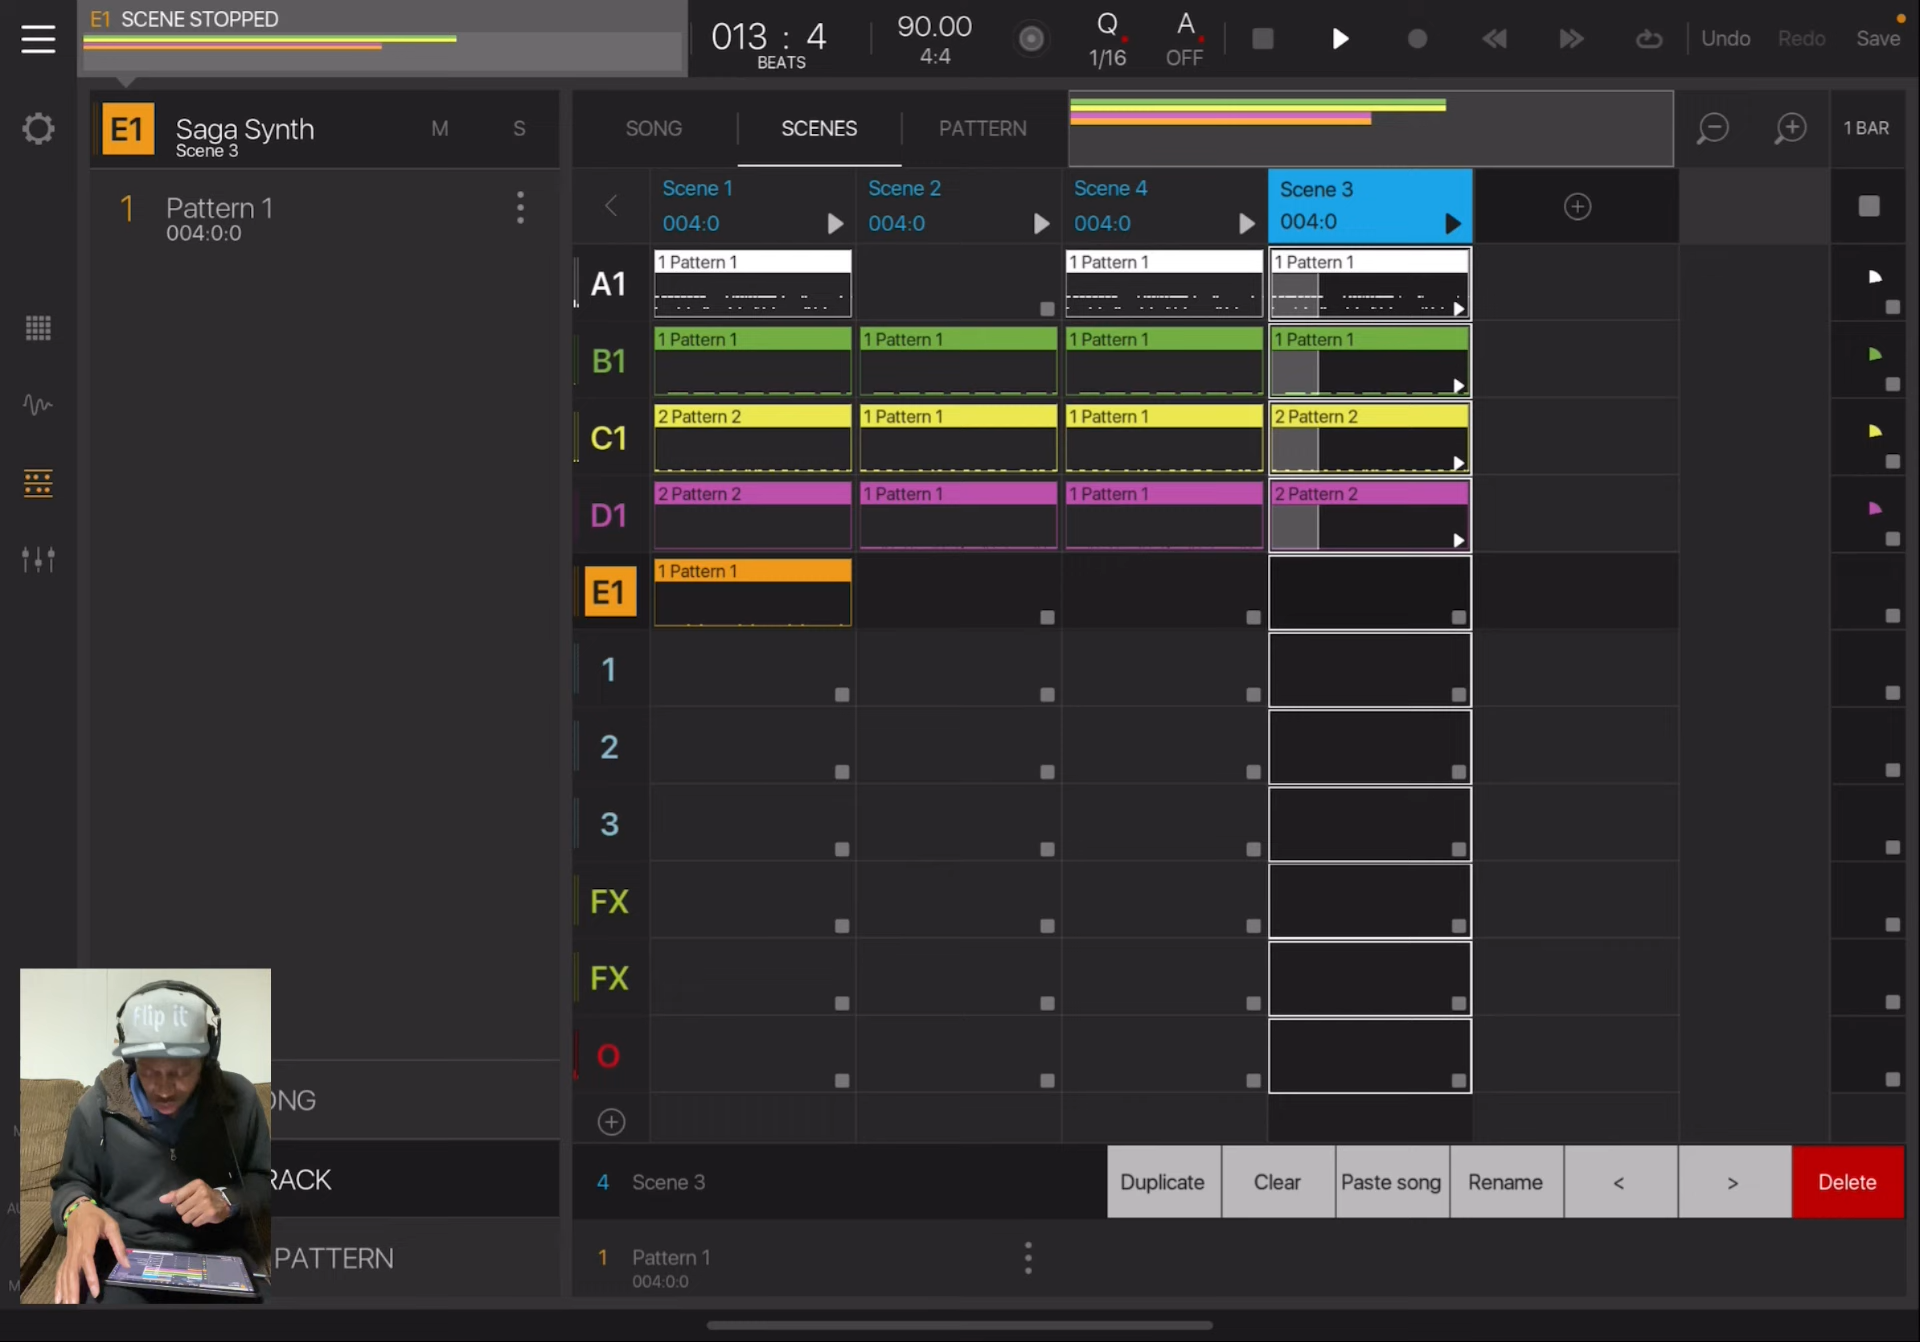 E1 SCENE STOPPED
013 : 4
BEATS
90.00
4:4
Q
1/16
A
OFF
Undo
Redo
Save
E1
Saga Synth
Scene 3
M
S
SONG
SCENES
PATTERN
1 BAR
1
Pattern 1
004:0:0
Scene 1
004:0
Scene 2
004:0
Scene 4
004:0
Scene 3
004:0
A1
1 Pattern 1
1 Pattern 1
1 Pattern 1
B1
1 Pattern 1
1 Pattern 1
1 Pattern 1
1 Pattern 1
C1
2 Pattern 2
1 Pattern 1
1 Pattern 1
2 Pattern 2
D1
2 Pattern 2
1 Pattern 1
1 Pattern 1
2 Pattern 2
E1
1 Pattern 1
1
2
3
FX
FX
O
flip it
ONG
RACK
PATTERN
4 Scene 3
Duplicate
Clear
Paste song
Rename
<
>
Delete
1 Pattern 1
004:0:0